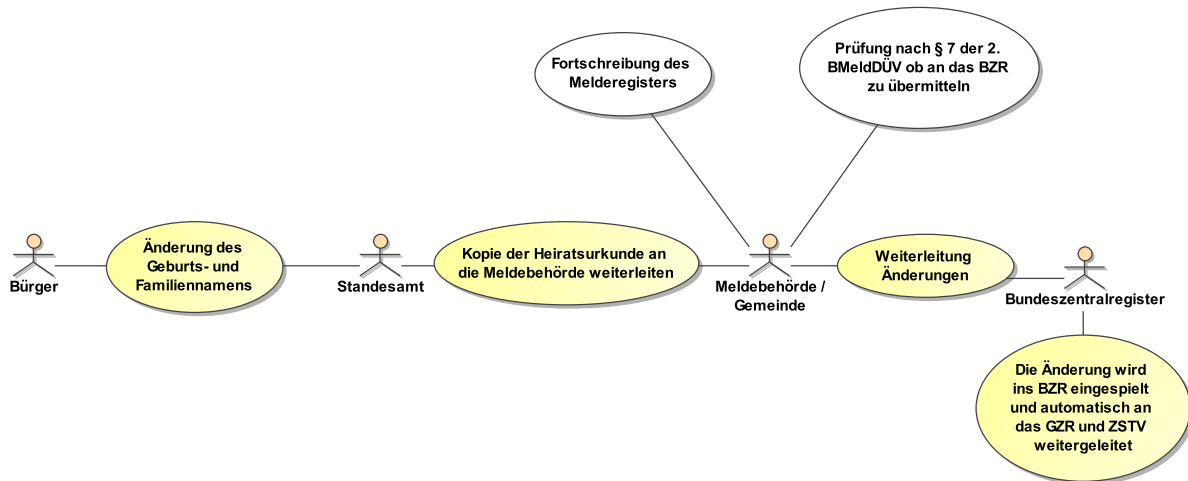 Fortschreibung des
Melderegisters
Prüfung nach § 7 der 2.
BMeldDÜV ob an das BZR
zu übermitteln
Bürger
Änderung des
Geburts- und
Familiennamens
Standesamt
Kopie der Heiratsurkunde an
die Meldebehörde weiterleiten
Meldebehörde /
Gemeinde
Weiterleitung
Änderungen
Bundeszentralregister
Die Änderung wird
ins BZR eingespielt
und automatisch an
das GZR und ZSTV
weitergeleitet